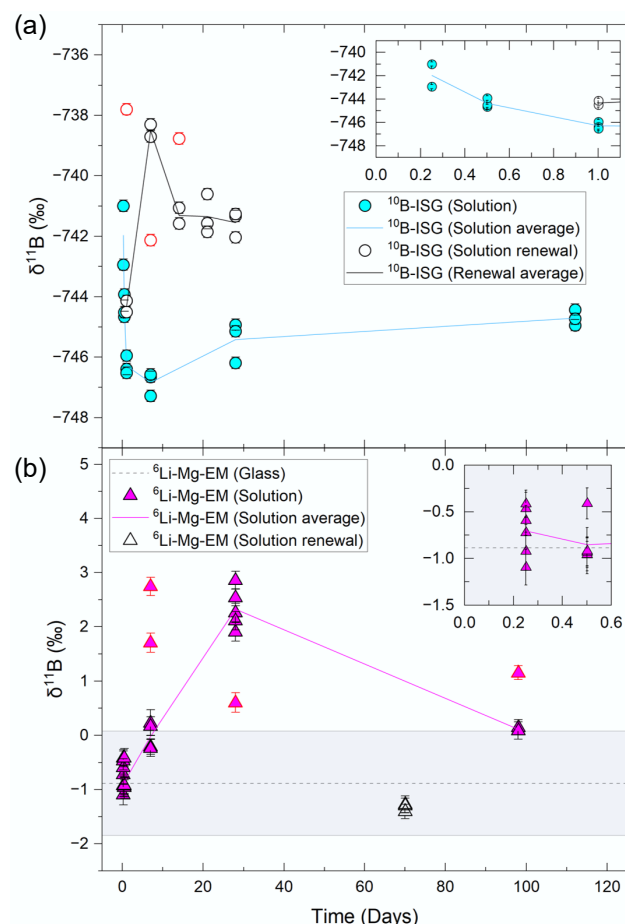 (a)
−736
−738
−740
−742
−744
−746
−748
δ¹¹B (‰)
−740
−742
−744
−746
−748
0.0 0.2 0.4 0.6 0.8 1.0
¹⁰B-ISG (Solution)
¹⁰B-ISG (Solution average)
¹⁰B-ISG (Solution renewal)
¹⁰B-ISG (Renewal average)
(b)
5
4
3
2
1
0
−1
−2
δ¹¹B (‰)
⁶Li-Mg-EM (Glass)
⁶Li-Mg-EM (Solution)
⁶Li-Mg-EM (Solution average)
⁶Li-Mg-EM (Solution renewal)
0.0
−0.5
−1.0
−1.5
0.0 0.2 0.4 0.6
0 20 40 60 80 100 120
Time (Days)